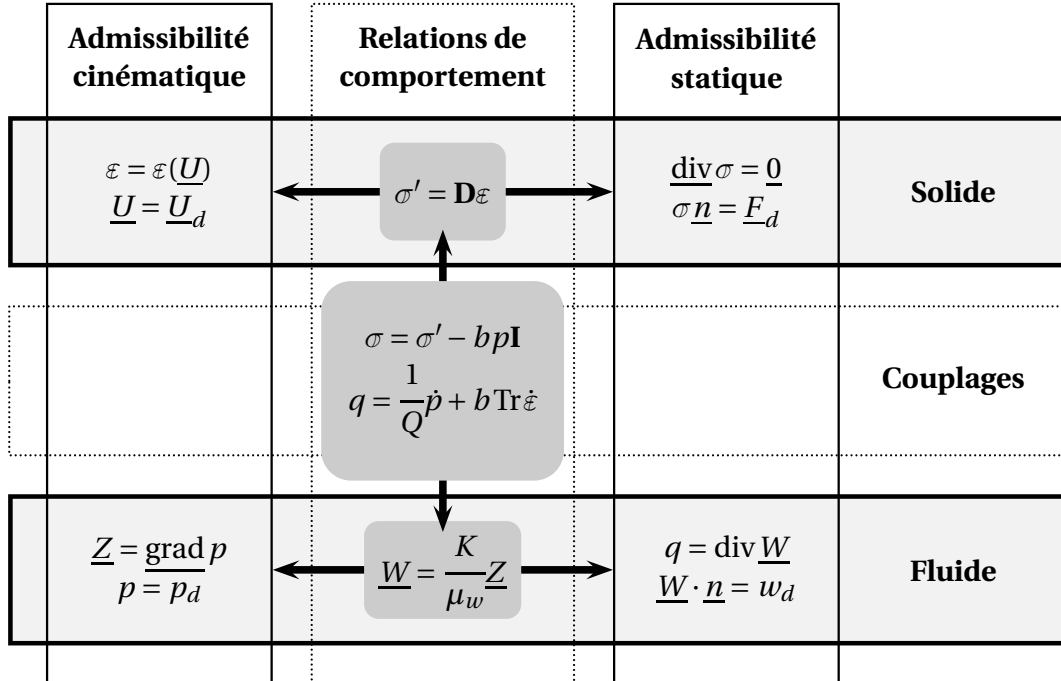 Admissibilité
cinématique
Relations de
comportement
Admissibilité
statique
ε = ε(U)
U = U_d
σ′ = Dε
div σ = 0
σn = F_d
Solide
σ = σ′ − bpI
q = 1/Q ṗ + b Tr ε̇
Couplages
Z = grad p
p = p_d
W = K/μ_w Z
q = div W
W · n = w_d
Fluide